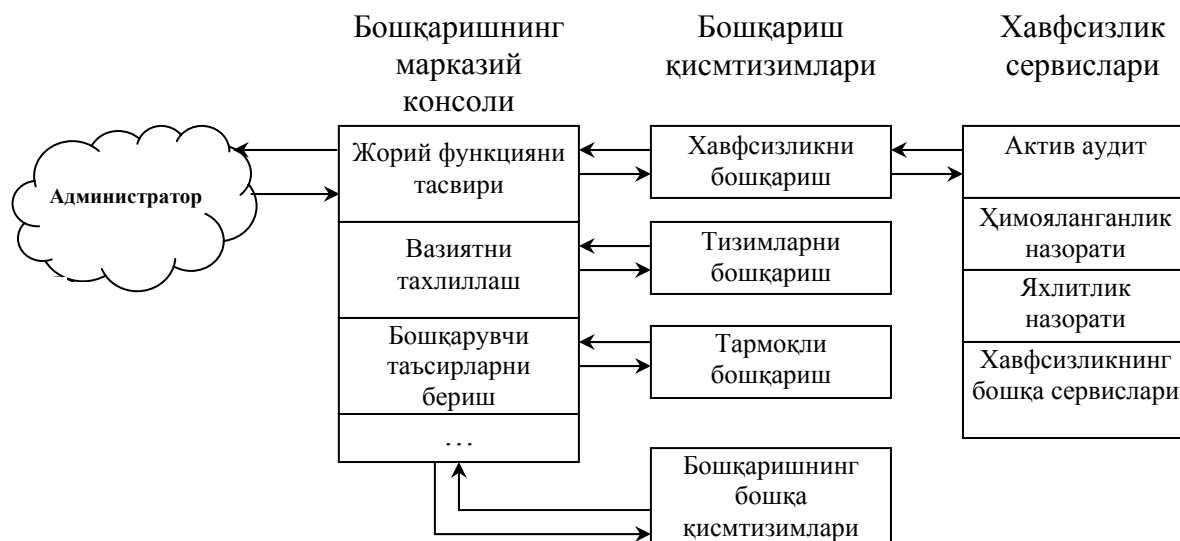 Бошқаришнинг
марказий
консоли
Бошқариш
қисмтизимлари
Хавфсизлик
сервислари
Администратор
Жорий функцияни
тасвири
Вазиятни
тахлиллаш
Бошқарувчи
таъсирларни
бериш
...
Хавфсизликни
бошқариш
Тизимларни
бошқариш
Тармоқли
бошқариш
Бошқаришнинг
бошқа
қисмтизимлари
Актив аудит
Ҳимояланганлик
назорати
Яхлитлик
назорати
Хавфсизликнинг
бошқа сервислари